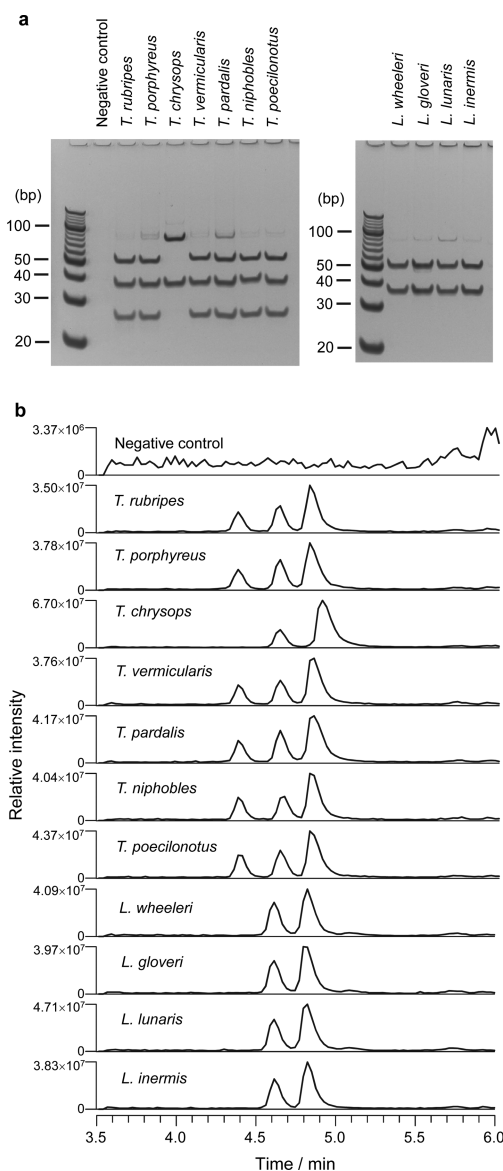 a
Negative control
T. rubripes
T. porphyreus
T. chrysops
T. vermicularis
T. pardalis
T. niphobles
T. poecilonotus
L. wheeleri
L. gloveri
L. lunaris
L. inermis
(bp)
100
50
40
30
20
(bp)
100
50
40
30
20
b
3.37×10⁶
Negative control
0
3.50×10⁷
T. rubripes
0
3.78×10⁷
T. porphyreus
0
6.70×10⁷
T. chrysops
0
3.76×10⁷
T. vermicularis
0
4.17×10⁷
T. pardalis
0
4.04×10⁷
T. niphobles
0
4.37×10⁷
T. poecilonotus
0
4.09×10⁷
L. wheeleri
0
3.97×10⁷
L. gloveri
0
4.71×10⁷
L. lunaris
0
3.83×10⁷
L. inermis
0
Relative intensity
3.5 4.0 4.5 5.0 5.5 6.0
Time / min